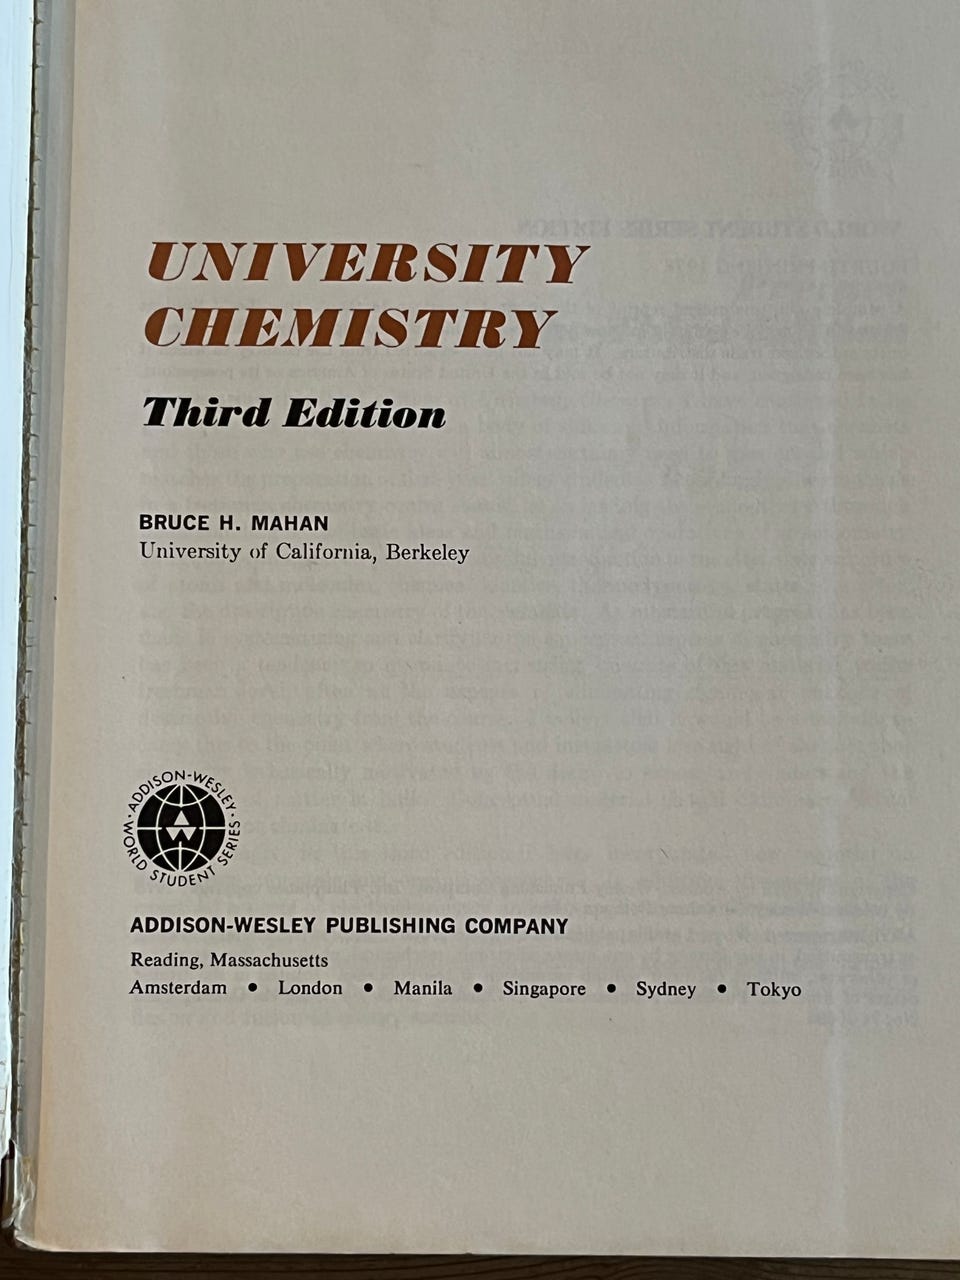 UNIVERSITY
CHEMISTRY
Third Edition
BRUCE H. MAHAN
University of California, Berkeley
ADDISON-WESLEY
WORLD STUDENT SERIES
ADDISON-WESLEY PUBLISHING COMPANY
Reading, Massachusetts
Amsterdam • London • Manila • Singapore • Sydney • Tokyo